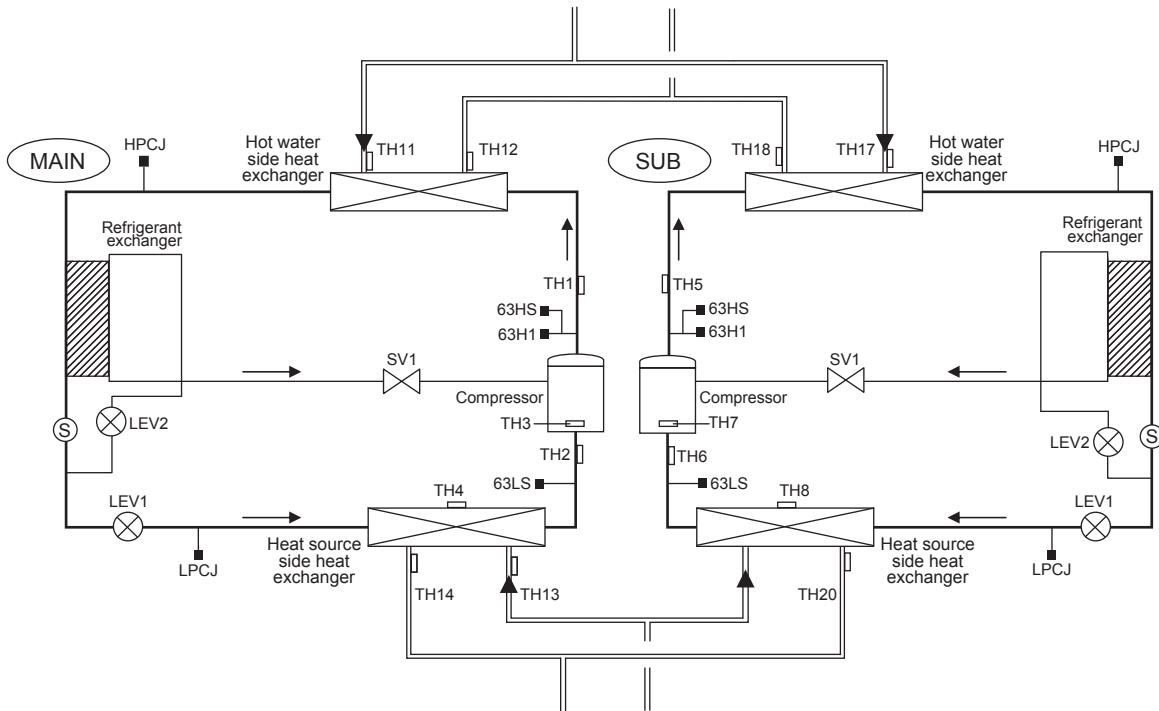 MAIN
HPCJ
Hot water
side heat
exchanger
TH11
TH12
SUB
TH18
TH17
Hot water
side heat
exchanger
HPCJ
Refrigerant
exchanger
TH1
63HS
63H1
SV1
Compressor
TH3
TH2
63LS
S
LEV2
LEV1
LPCJ
TH4
Heat source
side heat
exchanger
TH14
TH13
Refrigerant
exchanger
TH5
63HS
63H1
SV1
Compressor
TH7
TH6
63LS
S
LEV2
LEV1
LPCJ
TH8
Heat source
side heat
exchanger
TH20